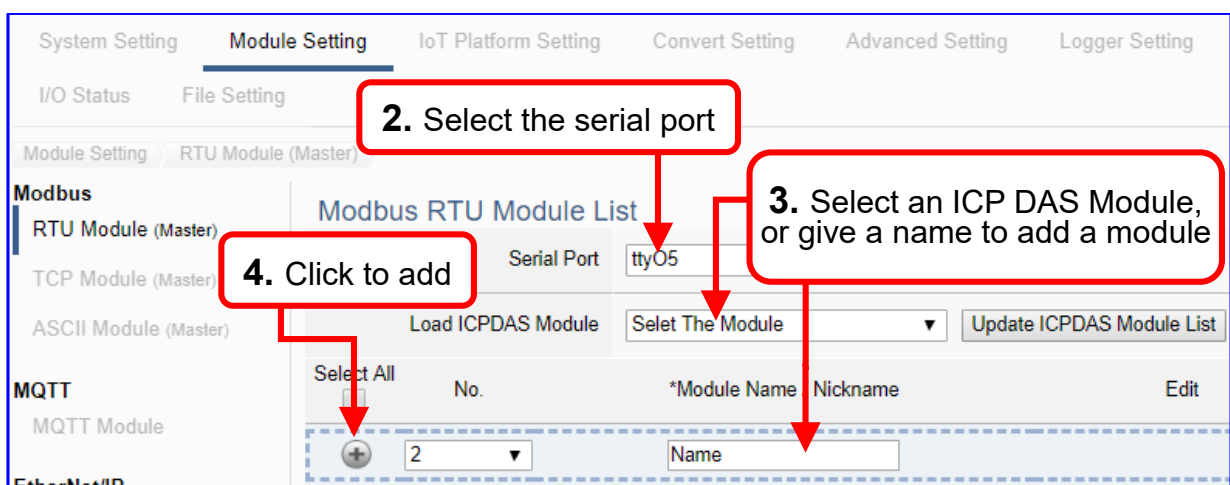 System Setting Module Setting IoT Platform Setting Convert Setting Advanced Setting Logger Setting
I/O Status File Setting
2. Select the serial port
Module Setting RTU Module (Master)
Modbus
RTU Module (Master)
TCP Module (Master)
ASCII Module (Master)
MQTT
MQTT Module
EtherNet/IP
Modbus RTU Module List
3. Select an ICP DAS Module,
or give a name to add a module
Serial Port ttyO5
4. Click to add
Load ICPDAS Module Selet The Module Update ICPDAS Module List
Select All No. *Module Name / Nickname Edit
2 Name